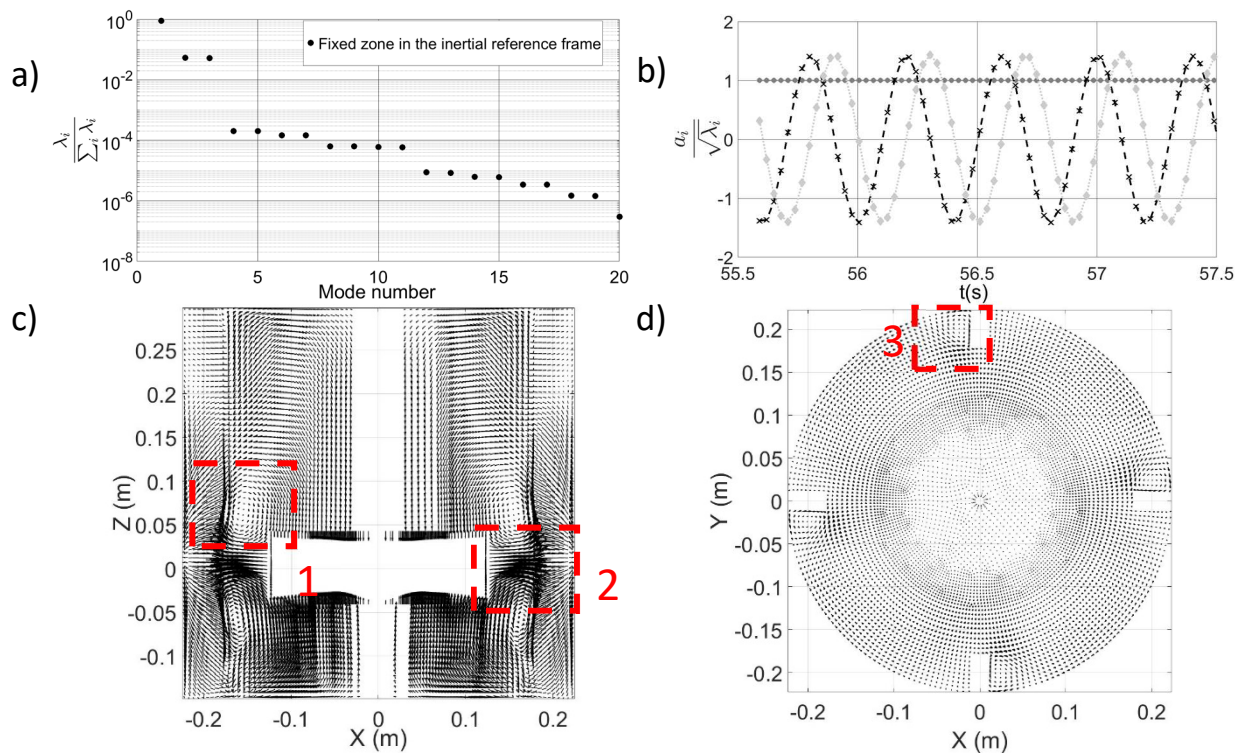 a)
10^0
10^-2
10^-4
10^-6
10^-8
λ_i / ∑_i λ_i
Fixed zone in the inertial reference frame
0 5 10 15 20
Mode number
b)
2
1
0
-1
-2
a_i / √λ_i
55.5 56 56.5 57 57.5
t(s)
c)
0.25
0.2
0.15
0.1
0.05
0
-0.05
-0.1
Z (m)
1
2
-0.2 -0.1 0 0.1 0.2
X (m)
d)
3
0.2
0.15
0.1
0.05
0
-0.05
-0.1
-0.15
-0.2
Y (m)
-0.2 -0.1 0 0.1 0.2
X (m)